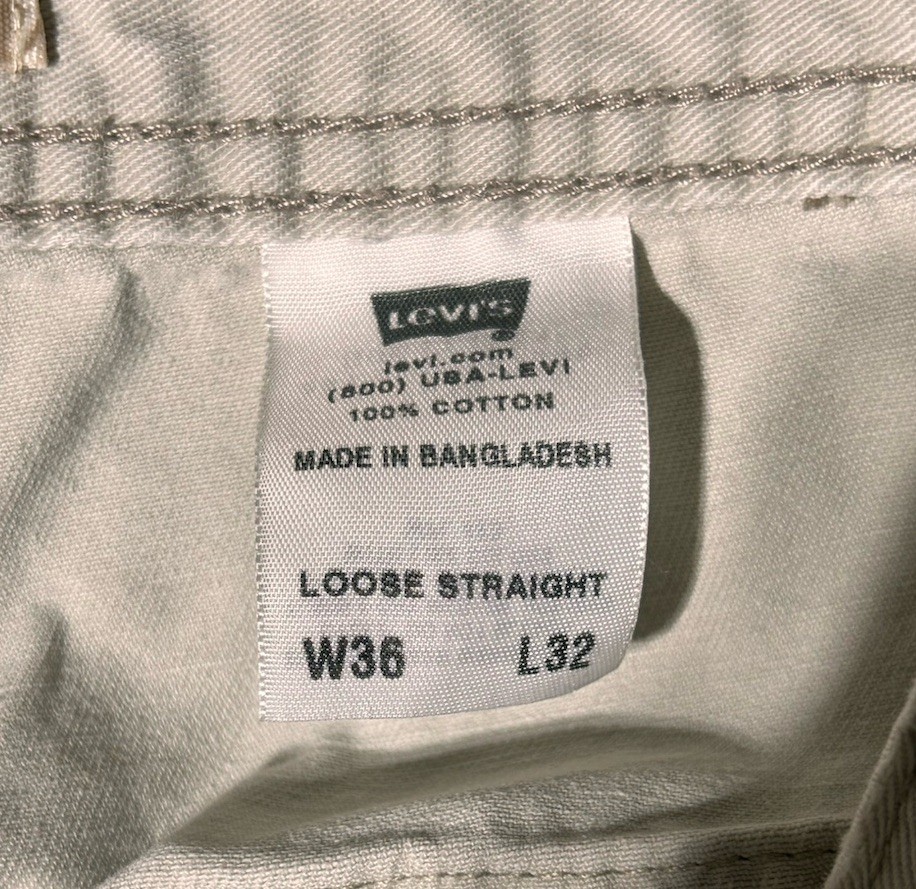 LEVI'S
levi.com
(800) USA-LEVI
100% COTTON
MADE IN BANGLADESH
LOOSE STRAIGHT
W36 L32